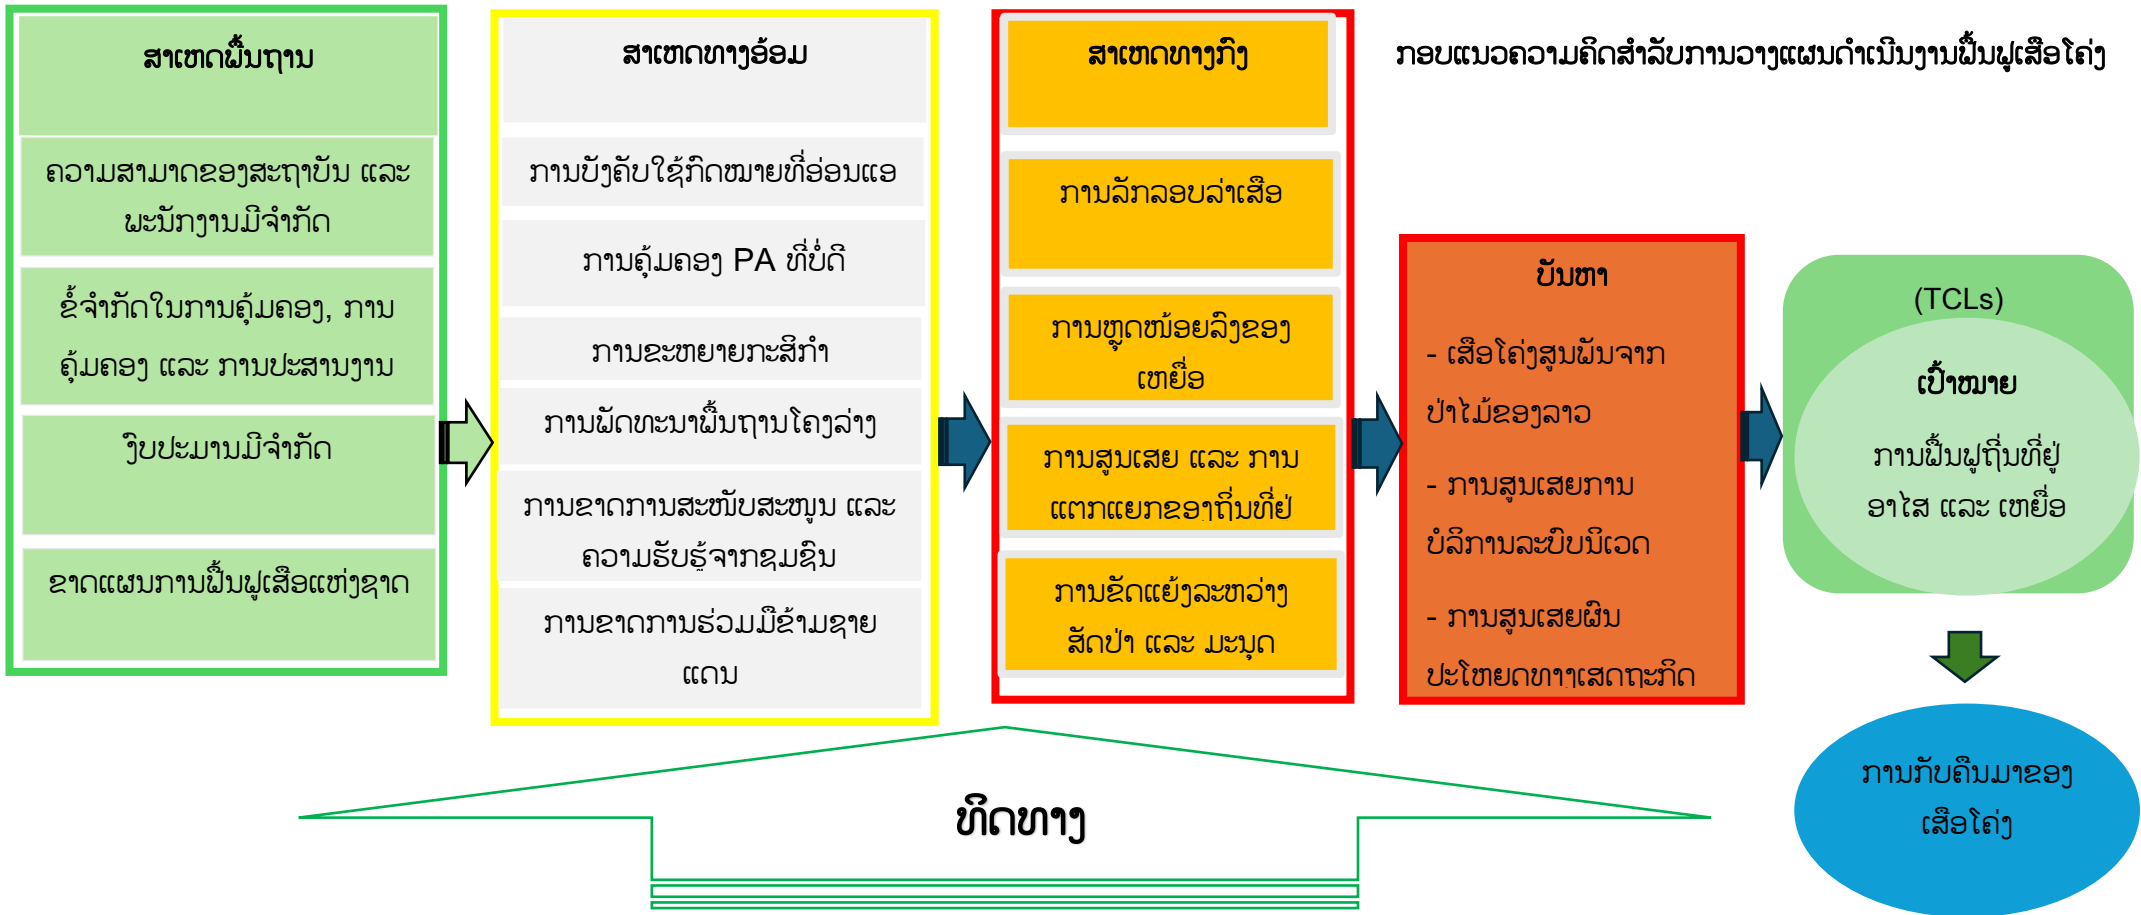 ສາເຫດພື້ນຖານ
ຄວາມສາມາດຂອງສະຖາບັນ ແລະ
ພະນັກງານມີຈຳກັດ
ຂໍ້ຈຳກັດໃນການຄຸ້ມຄອງ, ການ
ຄຸ້ມຄອງ ແລະ ການປະສານງານ
ງົບປະມານມີຈຳກັດ
ຂາດແຜນການຟື້ນຟູເສືອແຫ່ງຊາດ
ສາເຫດທາງອ້ອມ
ການບັງຄັບໃຊ້ກົດໝາຍທີ່ອ່ອນແອ
ການຄຸ້ມຄອງ PA ທີ່ບໍ່ດີ
ການຂະຫຍາຍກະສິກຳ
ການພັດທະນາພື້ນຖານໂຄງລ່າງ
ການຂາດການສະໜັບສະໜູນ ແລະ
ຄວາມຮັບຮູ້ຈາກຊຸມຊົນ
ການຂາດການຮ່ວມມືຂ້າມຊາຍ
ແດນ
ສາເຫດທາງກົງ
ການລັກລອບລ່າເສືອ
ການຫຼຸດໜ້ອຍລົງຂອງ
ເຫຍື່ອ
ການສູນເສຍ ແລະ ການ
ແຕກແຍກຂອງຖິ່ນທີ່ຢູ່
ການຂັດແຍ້ງລະຫວ່າງ
ສັດປ່າ ແລະ ມະນຸດ
ກອບແນວຄວາມຄິດສຳລັບການວາງແຜນດຳເນີນງານຟື້ນຟູເສືອໂຄ່ງ
ບັນຫາ
- ເສືອໂຄ່ງສູນພັນຈາກ
ປ່າໄມ້ຂອງລາວ
- ການສູນເສຍການ
ບໍລິການລະບົບນິເວດ
- ການສູນເສຍຜົນ
ປະໂຫຍດທາງເສດຖະກິດ
(TCLs)
ເປົ້າໝາຍ
ການຟື້ນຟູຖິ່ນທີ່ຢູ່
ອາໄສ ແລະ ເຫຍື່ອ
ການກັບຄືນມາຂອງ
ເສືອໂຄ່ງ
ທິດທາງ